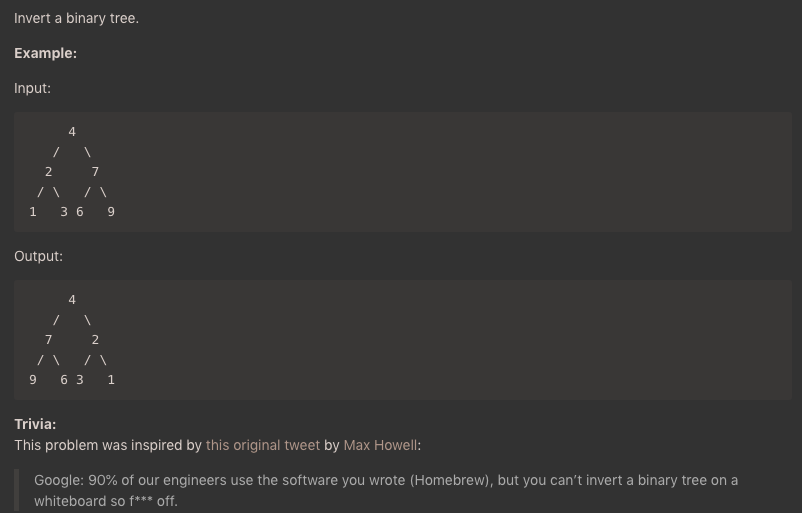 Invert a binary tree.
Example:
Input:
     4
   /   \
  2     7
 / \   / \
1   3 6   9
Output:
     4
   /   \
  7     2
 / \   / \
9   6 3   1
Trivia:
This problem was inspired by this original tweet by Max Howell:
Google: 90% of our engineers use the software you wrote (Homebrew), but you can’t invert a binary tree on a
whiteboard so f*** off.